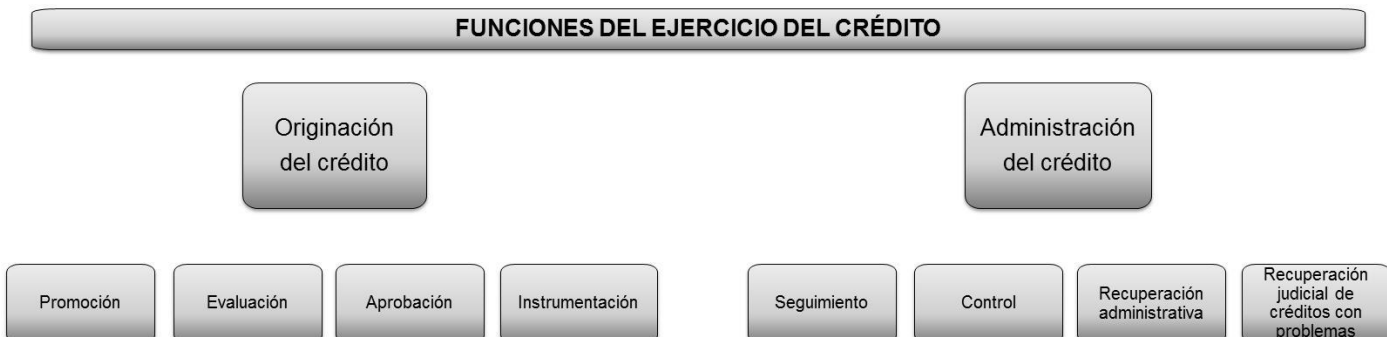 FUNCIONES DEL EJERCICIO DEL CRÉDITO
Originación
del crédito
Administración
del crédito
Promoción
Evaluación
Aprobación
Instrumentación
Seguimiento
Control
Recuperación
administrativa
Recuperación
judicial de
créditos con
problemas